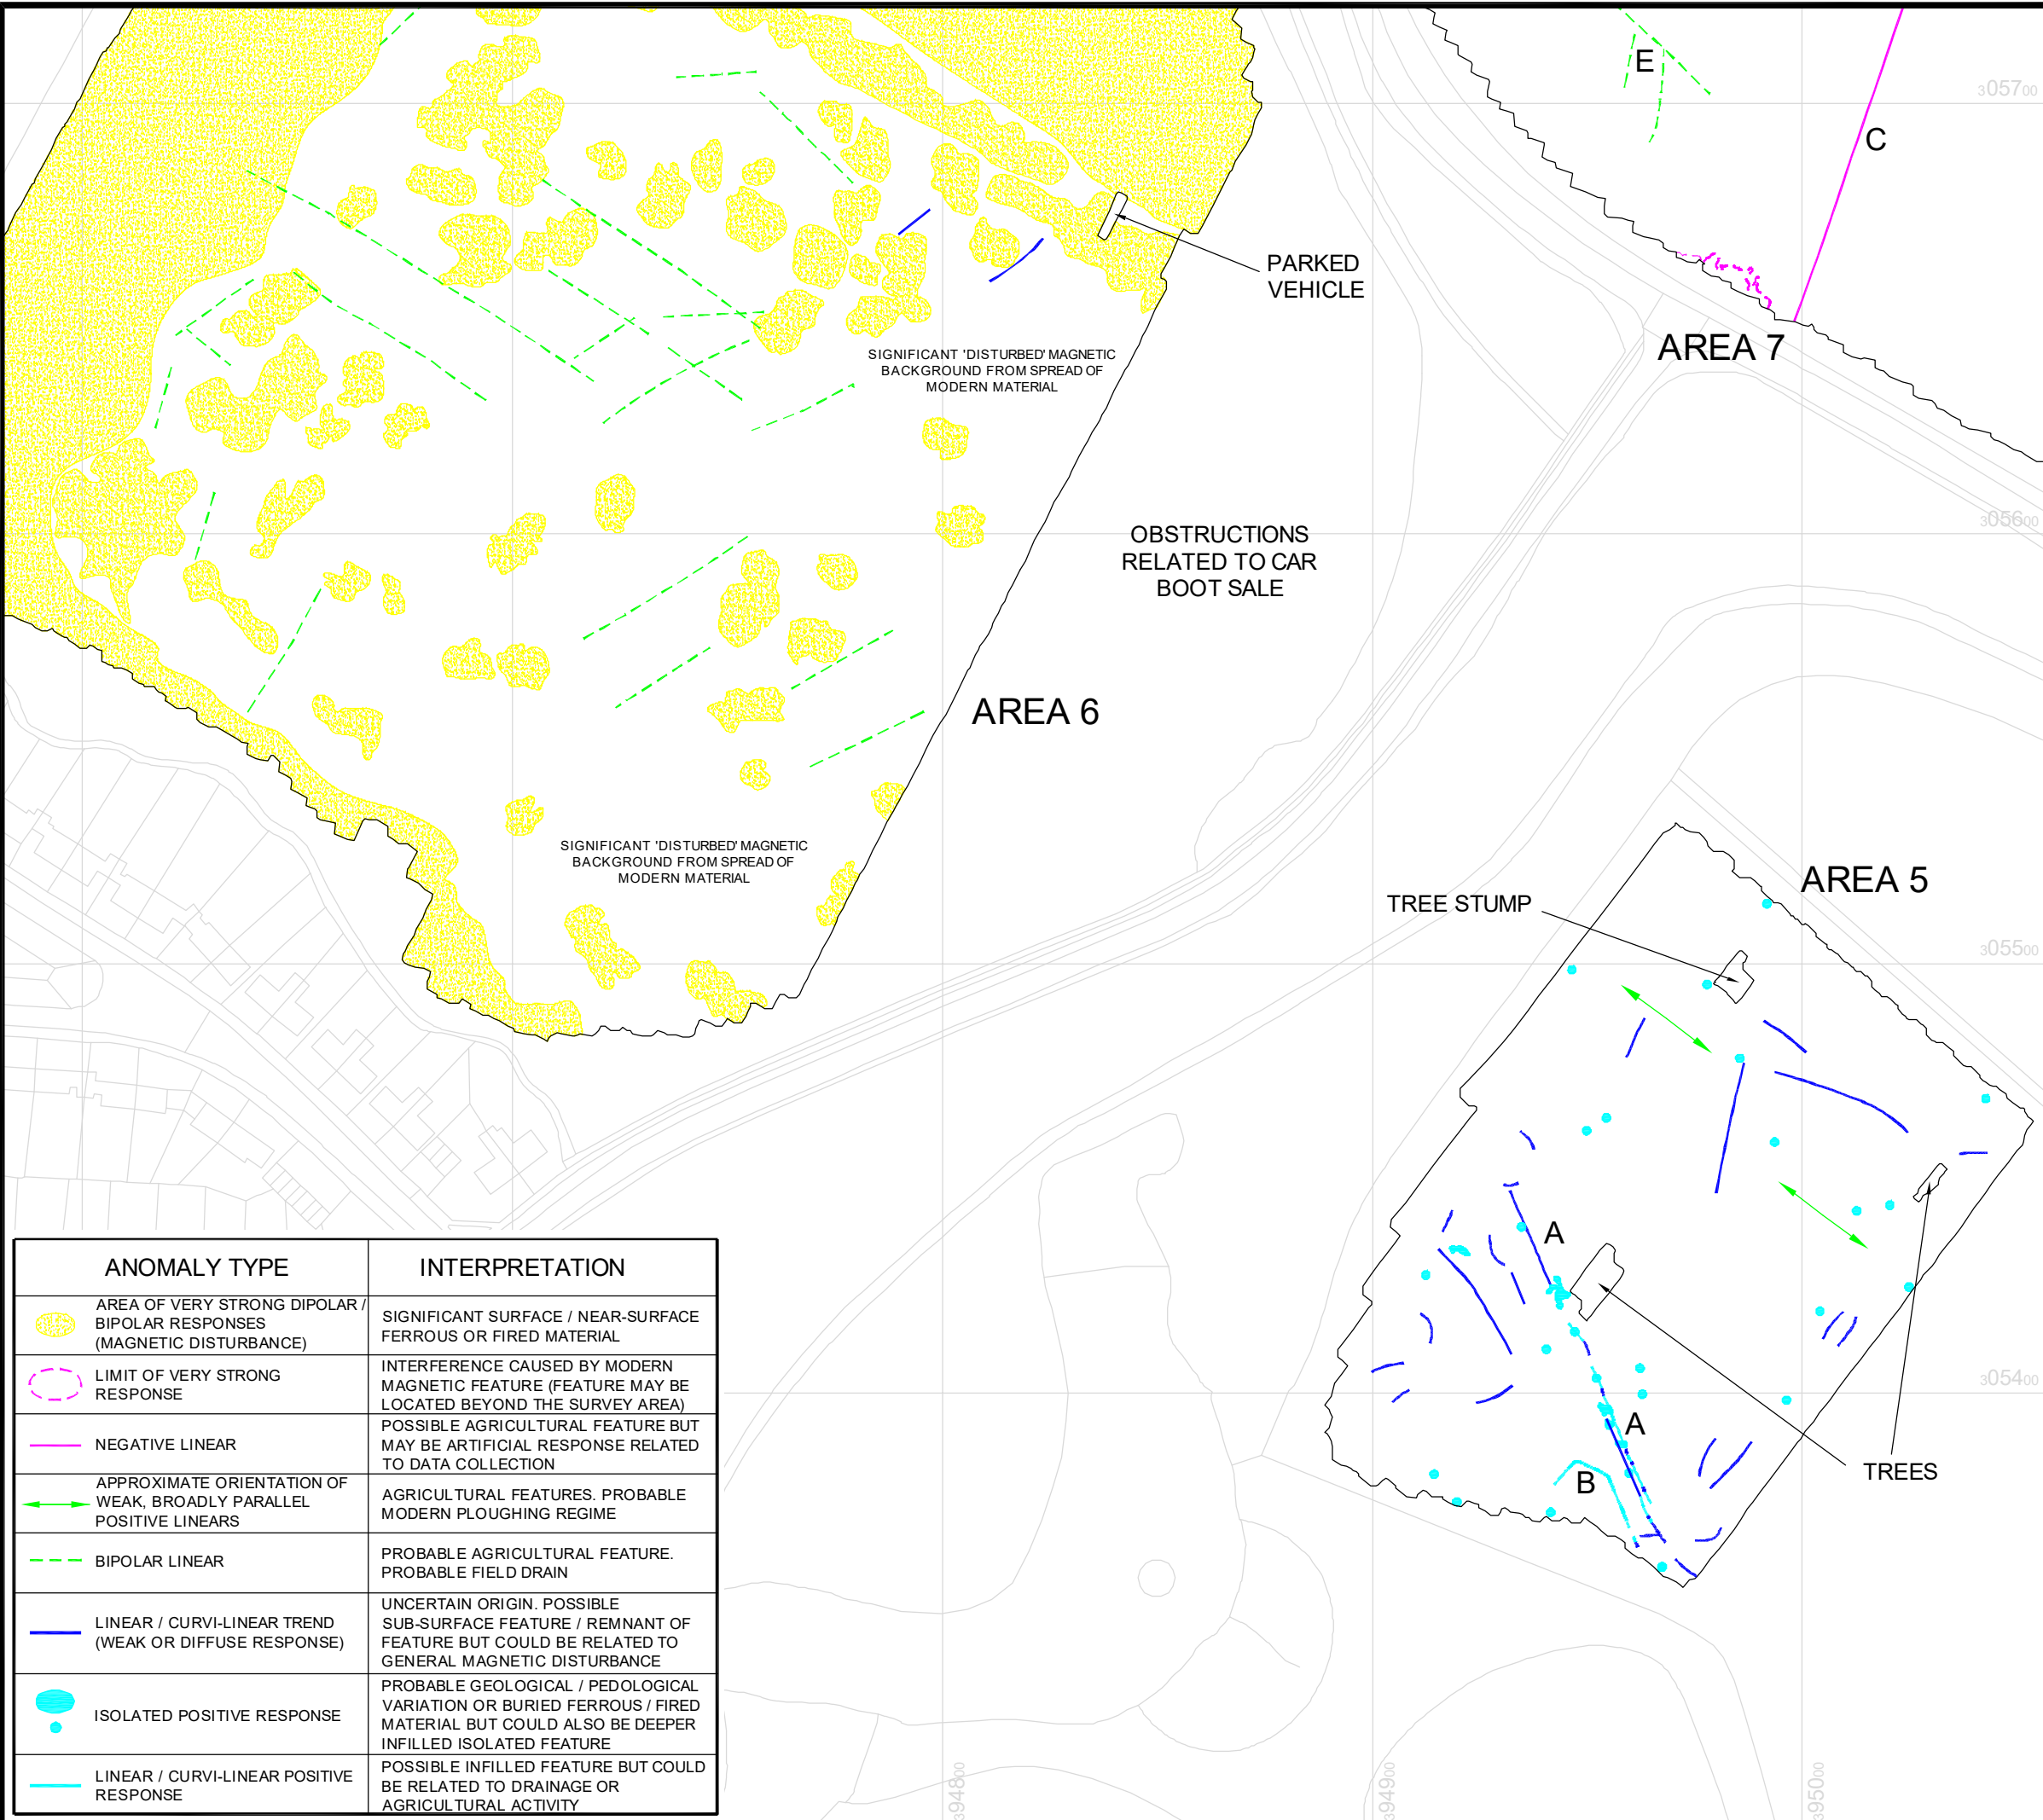 E
305700
C
PARKED
VEHICLE
AREA 7
SIGNIFICANT 'DISTURBED' MAGNETIC
BACKGROUND FROM SPREAD OF
MODERN MATERIAL
305600
OBSTRUCTIONS
RELATED TO CAR
BOOT SALE
AREA 6
SIGNIFICANT 'DISTURBED' MAGNETIC
BACKGROUND FROM SPREAD OF
MODERN MATERIAL
AREA 5
TREE STUMP
305500
A
305400
A
B
TREES
ANOMALY TYPE
INTERPRETATION
AREA OF VERY STRONG DIPOLAR /
BIPOLAR RESPONSES
(MAGNETIC DISTURBANCE)
SIGNIFICANT SURFACE / NEAR-SURFACE
FERROUS OR FIRED MATERIAL
LIMIT OF VERY STRONG
RESPONSE
INTERFERENCE CAUSED BY MODERN
MAGNETIC FEATURE (FEATURE MAY BE
LOCATED BEYOND THE SURVEY AREA)
NEGATIVE LINEAR
POSSIBLE AGRICULTURAL FEATURE BUT
MAY BE ARTIFICIAL RESPONSE RELATED
TO DATA COLLECTION
APPROXIMATE ORIENTATION OF
WEAK, BROADLY PARALLEL
POSITIVE LINEARS
AGRICULTURAL FEATURES. PROBABLE
MODERN PLOUGHING REGIME
BIPOLAR LINEAR
PROBABLE AGRICULTURAL FEATURE.
PROBABLE FIELD DRAIN
LINEAR / CURVI-LINEAR TREND
(WEAK OR DIFFUSE RESPONSE)
UNCERTAIN ORIGIN. POSSIBLE
SUB-SURFACE FEATURE / REMNANT OF
FEATURE BUT COULD BE RELATED TO
GENERAL MAGNETIC DISTURBANCE
ISOLATED POSITIVE RESPONSE
PROBABLE GEOLOGICAL / PEDOLOGICAL
VARIATION OR BURIED FERROUS / FIRED
MATERIAL BUT COULD ALSO BE DEEPER
INFILLED ISOLATED FEATURE
LINEAR / CURVI-LINEAR POSITIVE
RESPONSE
POSSIBLE INFILLED FEATURE BUT COULD
BE RELATED TO DRAINAGE OR
AGRICULTURAL ACTIVITY
394800
394900
395000